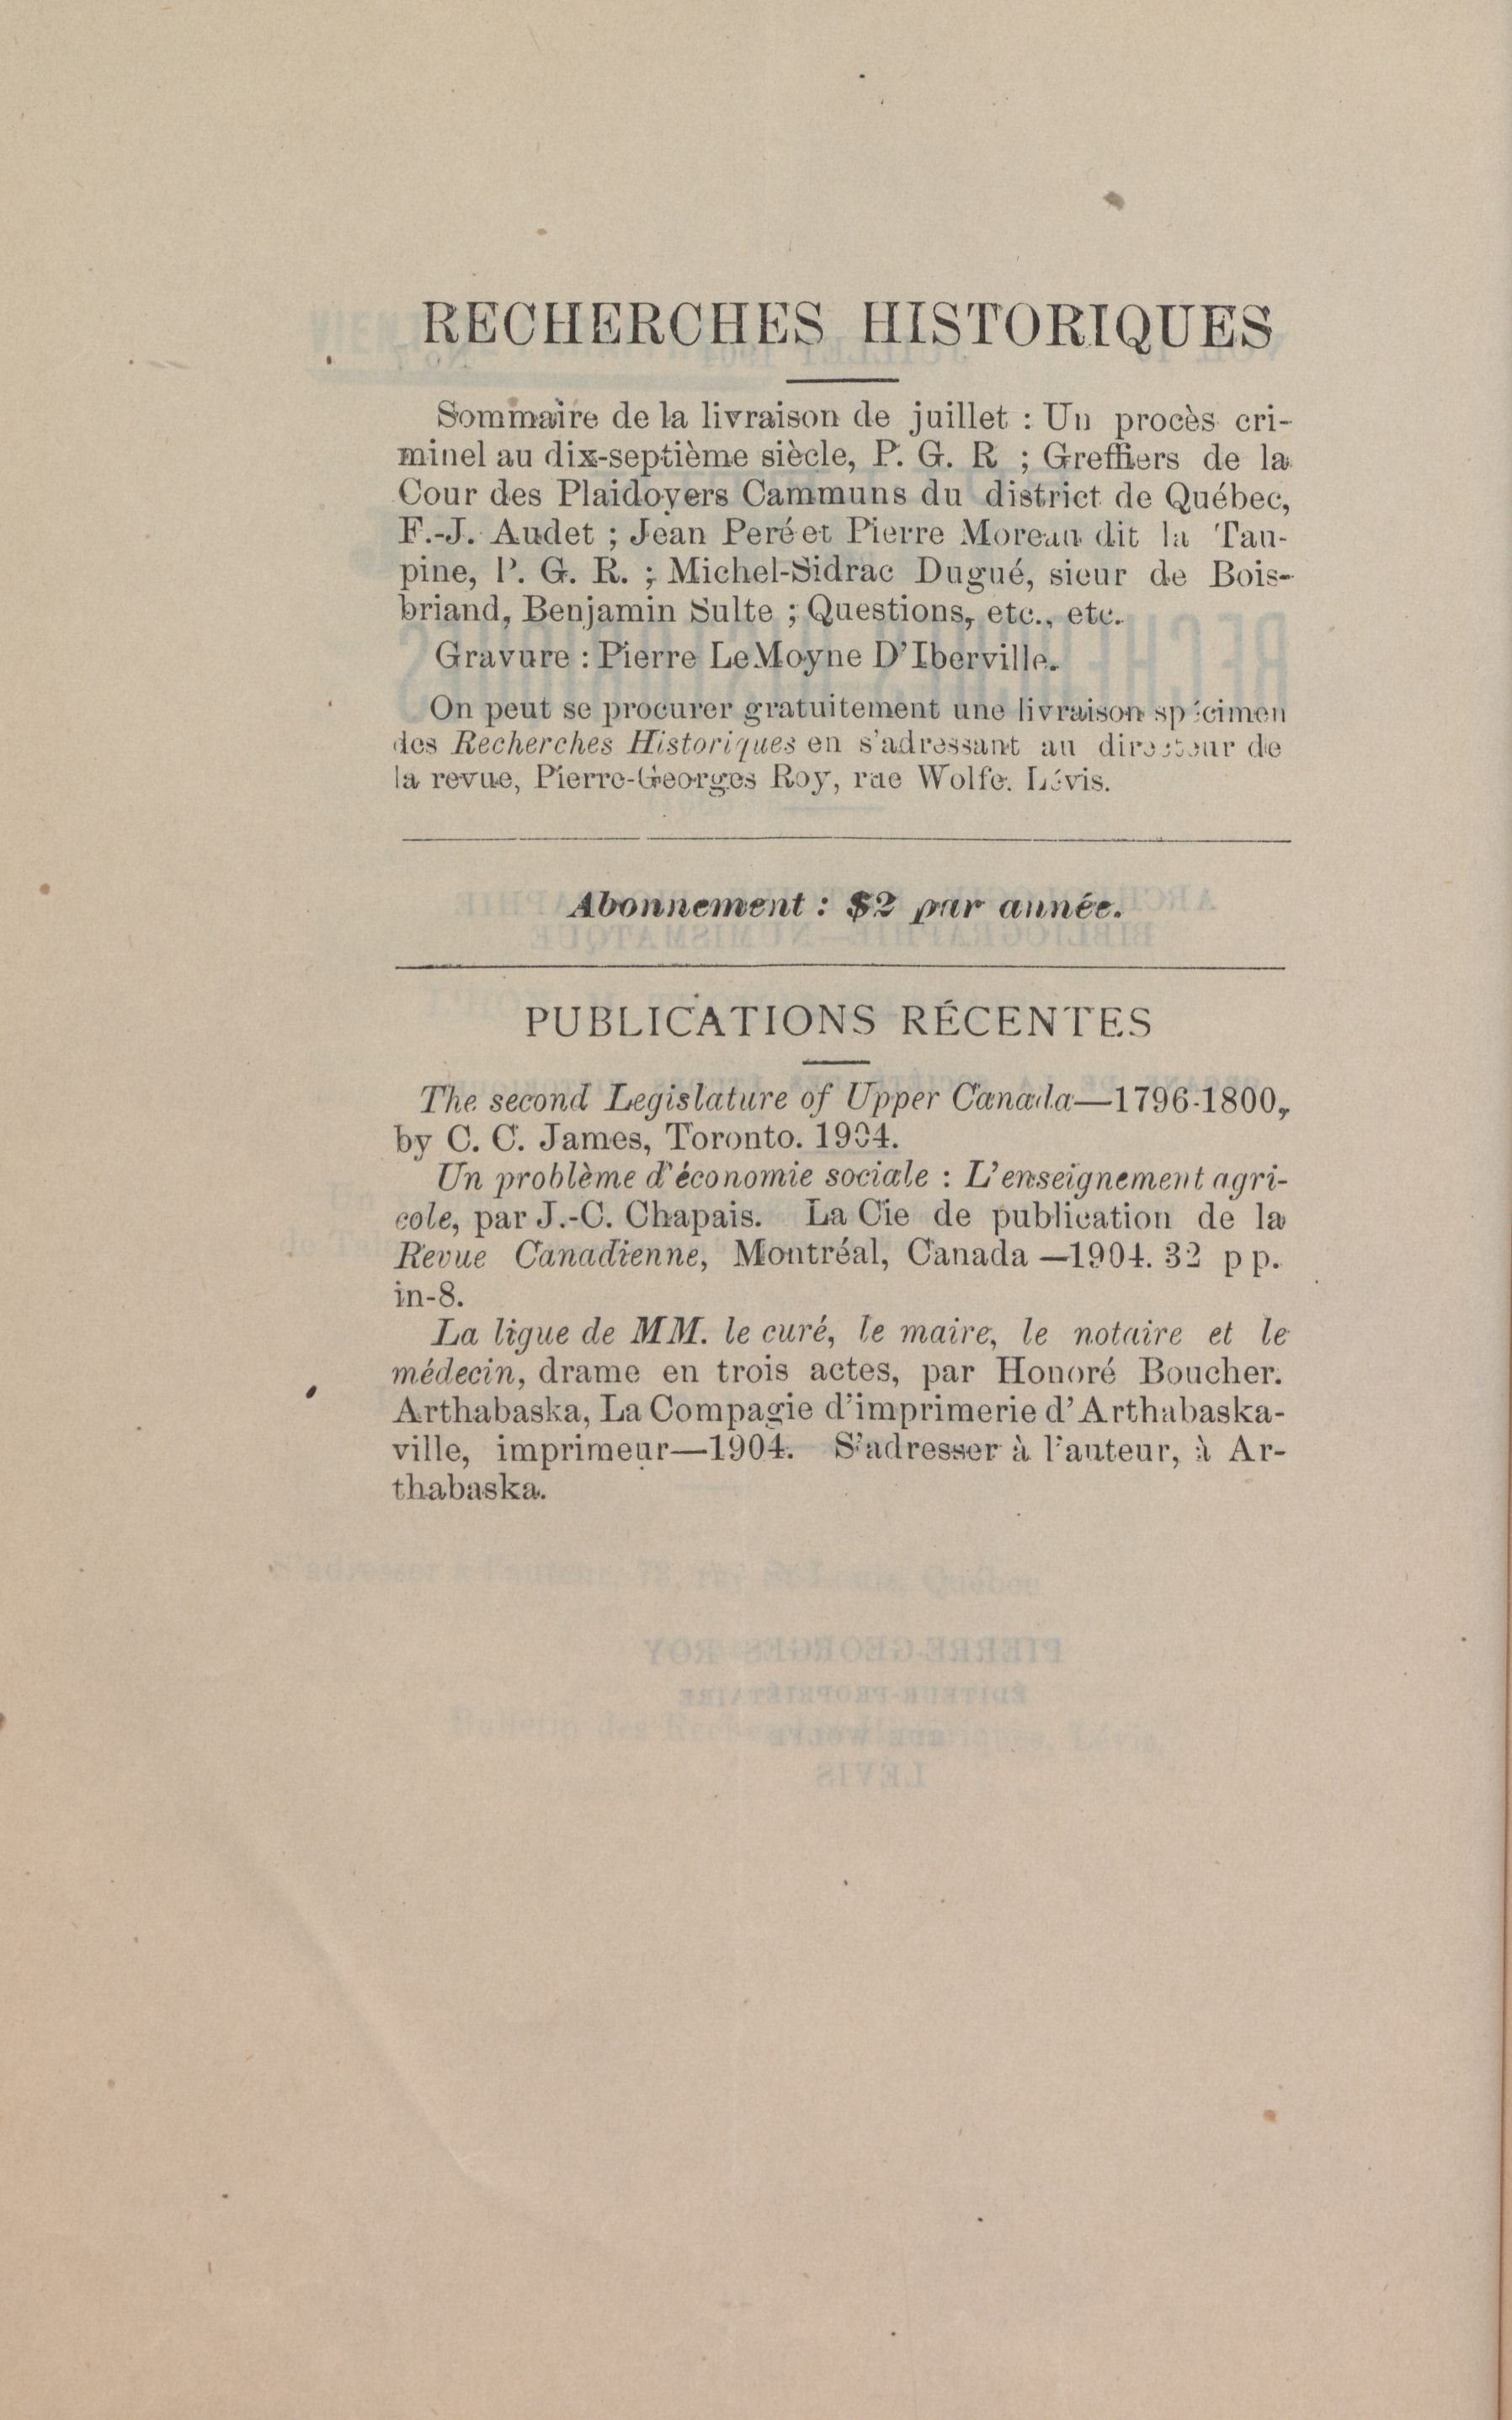 RECHERCHES HISTORIQUES
Sommaire de la livraison de juillet : Un procès cri-
minel au dix-septième siècle, P. G. R ; Greffiers de la
Cour des Plaidoyers Cammuns du district de Québec,
F.-J. Audet ; Jean Peré et Pierre Moreau dit la Tau-
pine, P. G. R. ; Michel-Sidrac Dugué, sieur de Bois-
briand, Benjamin Sulte ; Questions, etc., etc.
Gravure : Pierre LeMoyne D'Iberville.
On peut se procurer gratuitement une livraison spécimen
des Recherches Historiques en s'adressant au directeur de
la revue, Pierre-Georges Roy, rue Wolfe. Lévis.
Abonnement : $2 par année.
PUBLICATIONS RÉCENTES
The second Legislature of Upper Canada—1796-1800,
by C. C. James, Toronto. 1904.
Un problème d'économie sociale : L'enseignement agri-
cole, par J.-C. Chapais. La Cie de publication de la
Revue Canadienne, Montréal, Canada —1904. 32 pp.
in-8.
La ligue de MM. le curé, le maire, le notaire et le
médecin, drame en trois actes, par Honoré Boucher.
Arthabaska, La Compagie d'imprimerie d'Arthabaska-
ville, imprimeur—1904. S'adresser à l'auteur, à Ar-
thabaska.